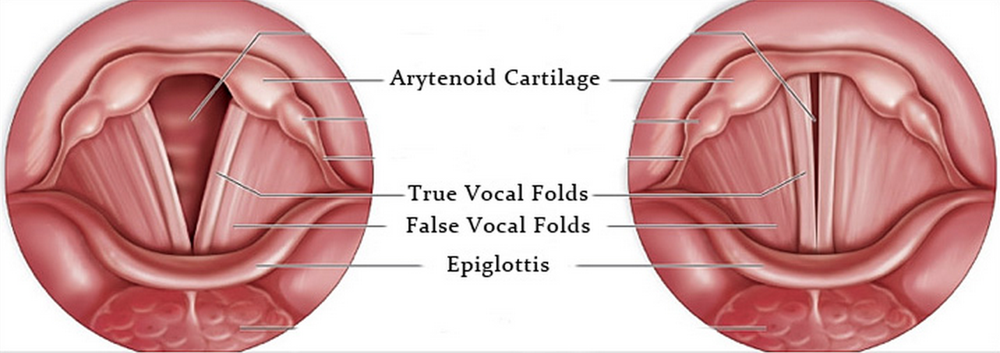 Arytenoid Cartilage
True Vocal Folds
False Vocal Folds
Epiglottis